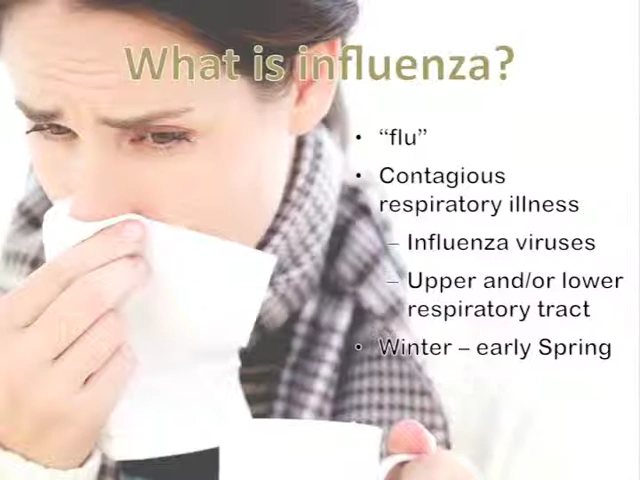 What is influenza?
• “flu”
• Contagious
respiratory illness
– Influenza viruses
– Upper and/or lower
respiratory tract
• Winter – early Spring